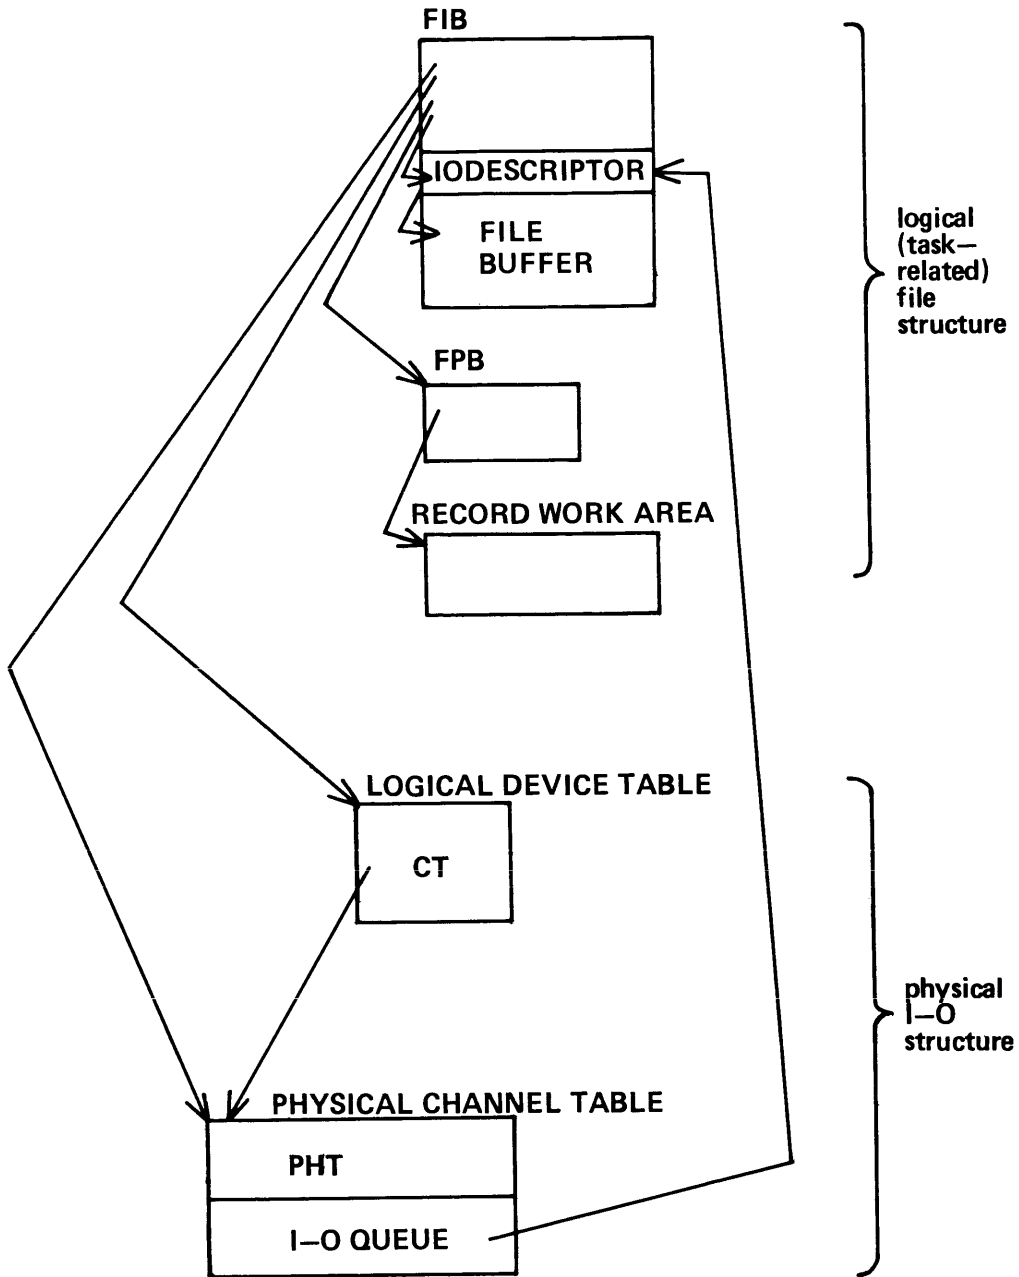 FIB
IODESCRIPTOR
FILE
BUFFER
logical
(task—
related)
file
structure
FPB
RECORD WORK AREA
LOGICAL DEVICE TABLE
CT
physical
I—O
structure
PHYSICAL CHANNEL TABLE
PHT
I—O QUEUE